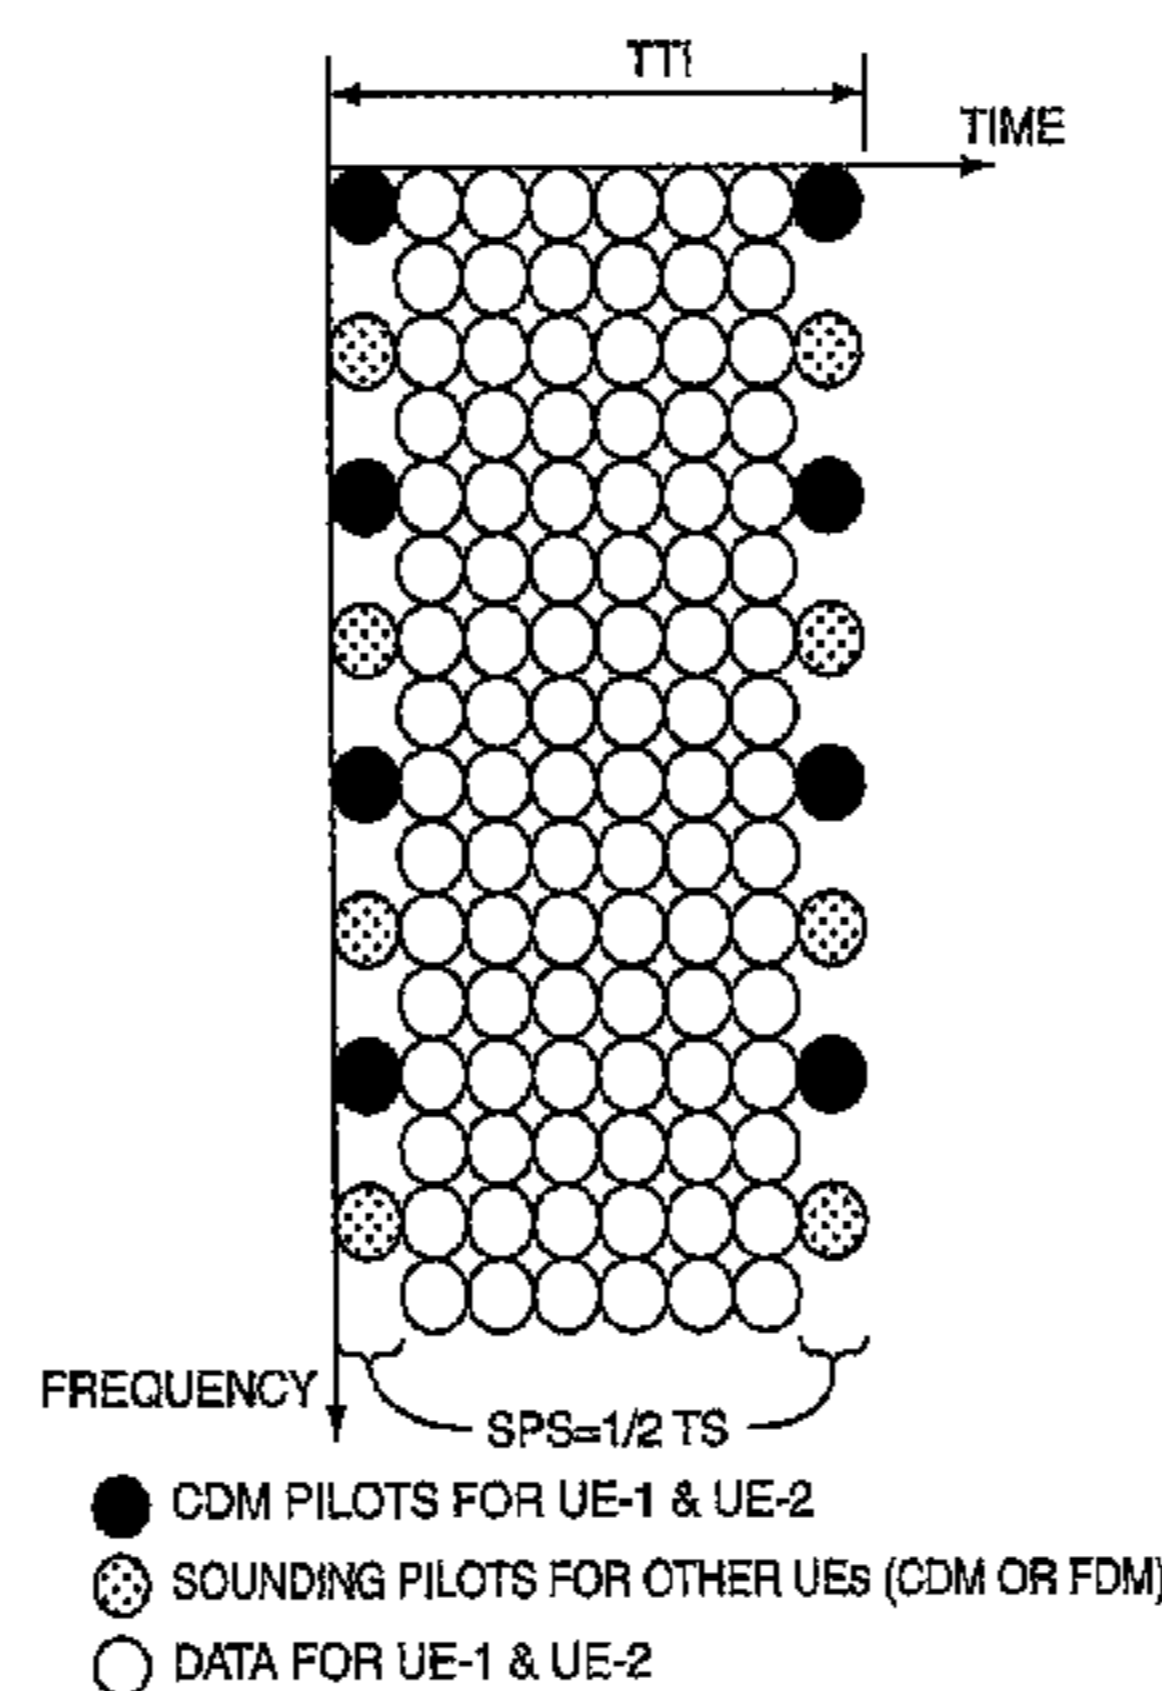 TTI
TIME
FREQUENCY
SPS=1/2 TS
CDM PILOTS FOR UE-1 & UE-2
SOUNDING PILOTS FOR OTHER UEs (CDM OR FDM)
DATA FOR UE-1 & UE-2